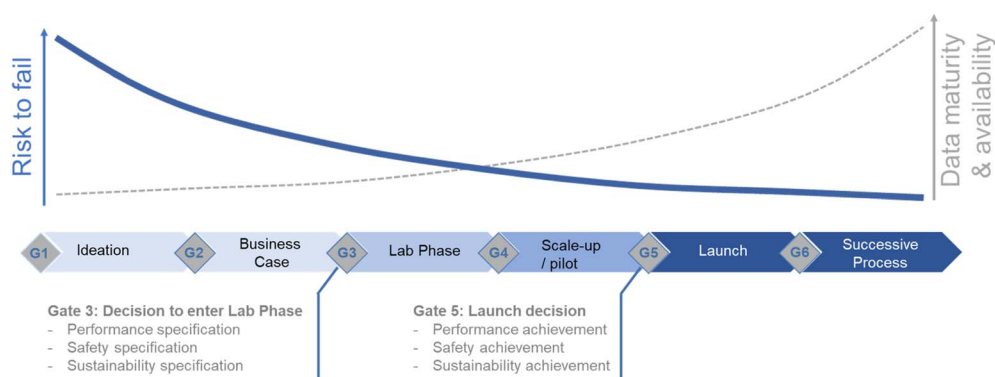 Risk to fail
Data maturity
& availability
G1
Ideation
G2
Business
Case
G3
Lab Phase
G4
Scale-up
/ pilot
G5
Launch
G6
Successive
Process
Gate 3: Decision to enter Lab Phase
- Performance specification
- Safety specification
- Sustainability specification
Gate 5: Launch decision
- Performance achievement
- Safety achievement
- Sustainability achievement